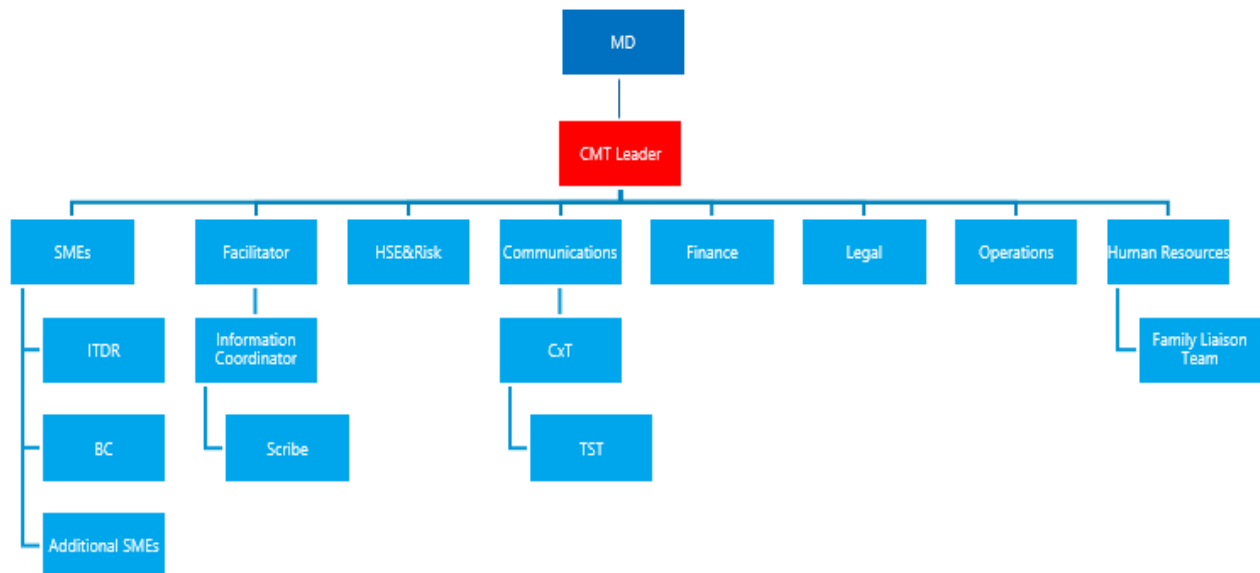 MD
CMT Leader
SMEs
Facilitator
HSE&Risk
Communications
Finance
Legal
Operations
Human Resources
ITDR
Information
Coordinator
CxT
Family Liaison
Team
BC
Scribe
TST
Additional SMEs